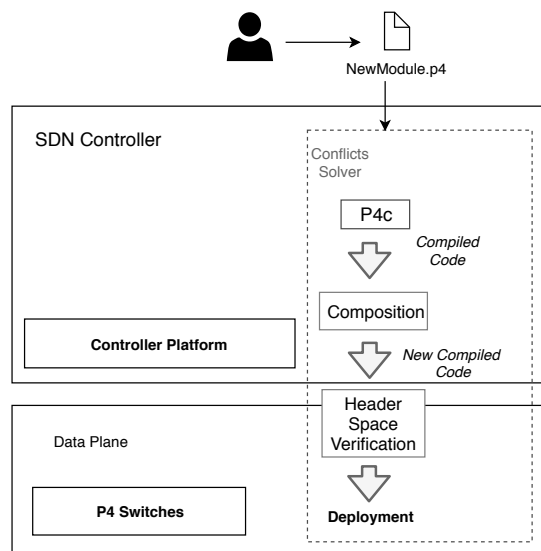 NewModule.p4
SDN Controller
Conflicts
Solver
P4c
Compiled
Code
Composition
Controller Platform
New Compiled
Code
Header
Space
Verification
Data Plane
P4 Switches
Deployment